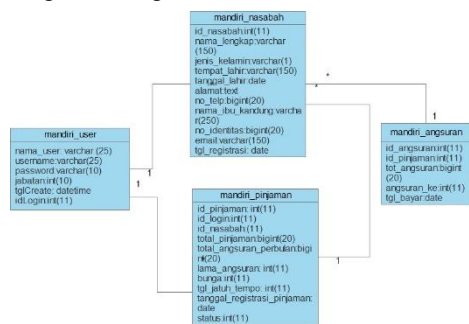 mandiri_nasabah
id_nasabah:int(11)
nama_lengkap:varchar
(150)
jenis_kelamin:varchar(1)
tempat_lahir:varchar(150)
tanggal_lahir:date
alamat:text
no_telp:bigint(20)
nama_ibu_kandung:varcha
r(250)
no_identitas:bigint(20)
email:varchar(150)
tgl_registrasi: date
*
*
mandiri_user
nama_user: varchar (25)
username:varchar(25)
password:varchar(10)
jabatan:int(10)
tglCreate: datetime
idLogin:int(11)
1
1
1
mandiri_angsuran
id_angsuran:int(11)
id_pinjaman:int(11)
tot_angsuran:bigint
(20)
angsuran_ke:int(11)
tgl_bayar:date
mandiri_pinjaman
id_pinjaman: int(11)
id_login:int(11)
id_nasabah:(11)
total_pinjaman:bigint(20)
total_angsuran_perbulan:bigi
nt(20)
lama_angsuran: int(11)
bunga:int(11)
tgl_jatuh_tempo: int(11)
tanggal_registrasi_pinjaman:
date
status:int(11)
1